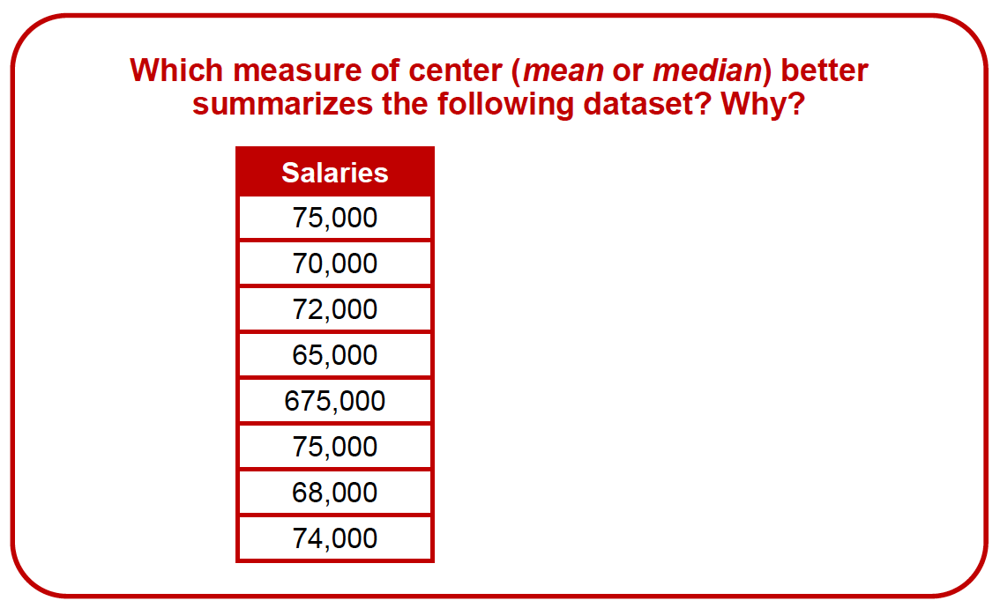 Which measure of center (mean or median) better
summarizes the following dataset? Why?
Salaries
75,000
70,000
72,000
65,000
675,000
75,000
68,000
74,000